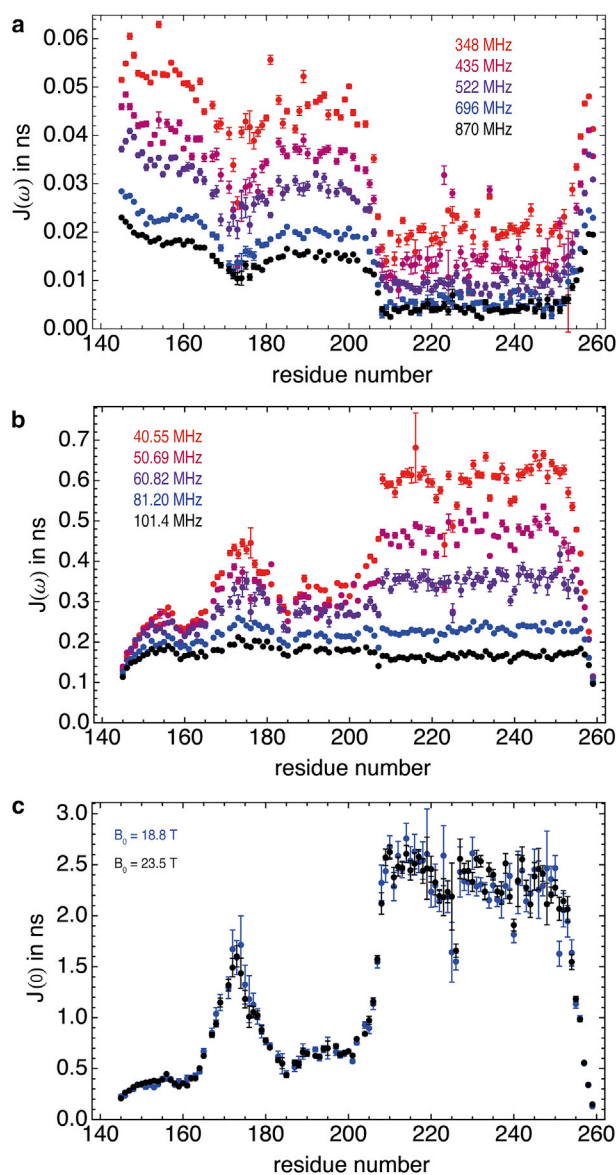 a
J(ω) in ns
0.06
0.05
0.04
0.03
0.02
0.01
0.00
348 MHz
435 MHz
522 MHz
696 MHz
870 MHz
140 160 180 200 220 240 260
residue number
b
J(ω) in ns
0.7
0.6
0.5
0.4
0.3
0.2
0.1
0.0
40.55 MHz
50.69 MHz
60.82 MHz
81.20 MHz
101.4 MHz
140 160 180 200 220 240 260
residue number
c
J(0) in ns
3.0
2.5
2.0
1.5
1.0
0.5
0.0
B₀ = 18.8 T
B₀ = 23.5 T
140 160 180 200 220 240 260
residue number